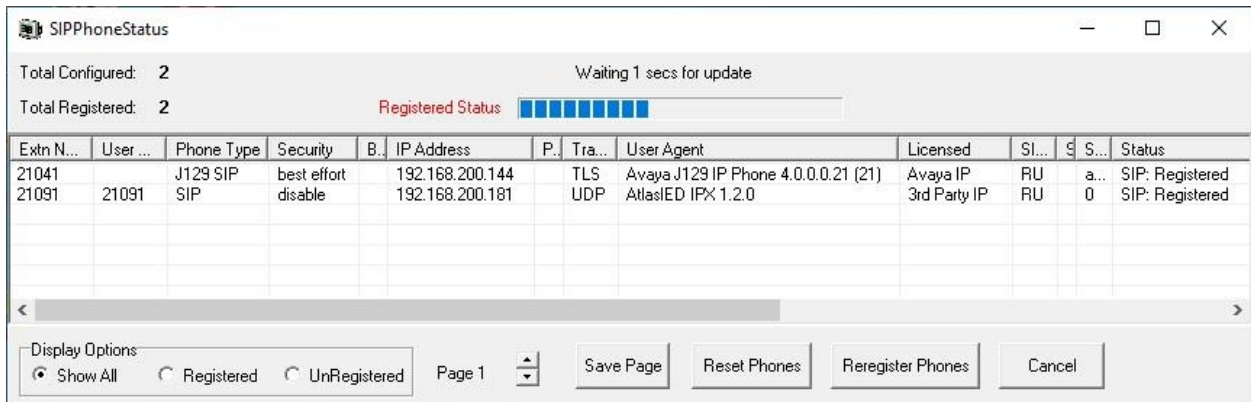 SIPPhoneStatus
Total Configured: 2 Waiting 1 secs for update
Total Registered: 2 Registered Status
Extn N... User ... Phone Type Security B.. IP Address P.. Tra... User Agent Licensed SI... S S... Status
21041 J129 SIP best effort 192.168.200.144 TLS Avaya J129 IP Phone 4.0.0.0.21 (21) Avaya IP RU a... SIP: Registered
21091 21091 SIP disable 192.168.200.181 UDP AtlasIED IPX 1.2.0 3rd Party IP RU 0 SIP: Registered
Display Options
Show All Registered UnRegistered Page 1 Save Page Reset Phones Reregister Phones Cancel